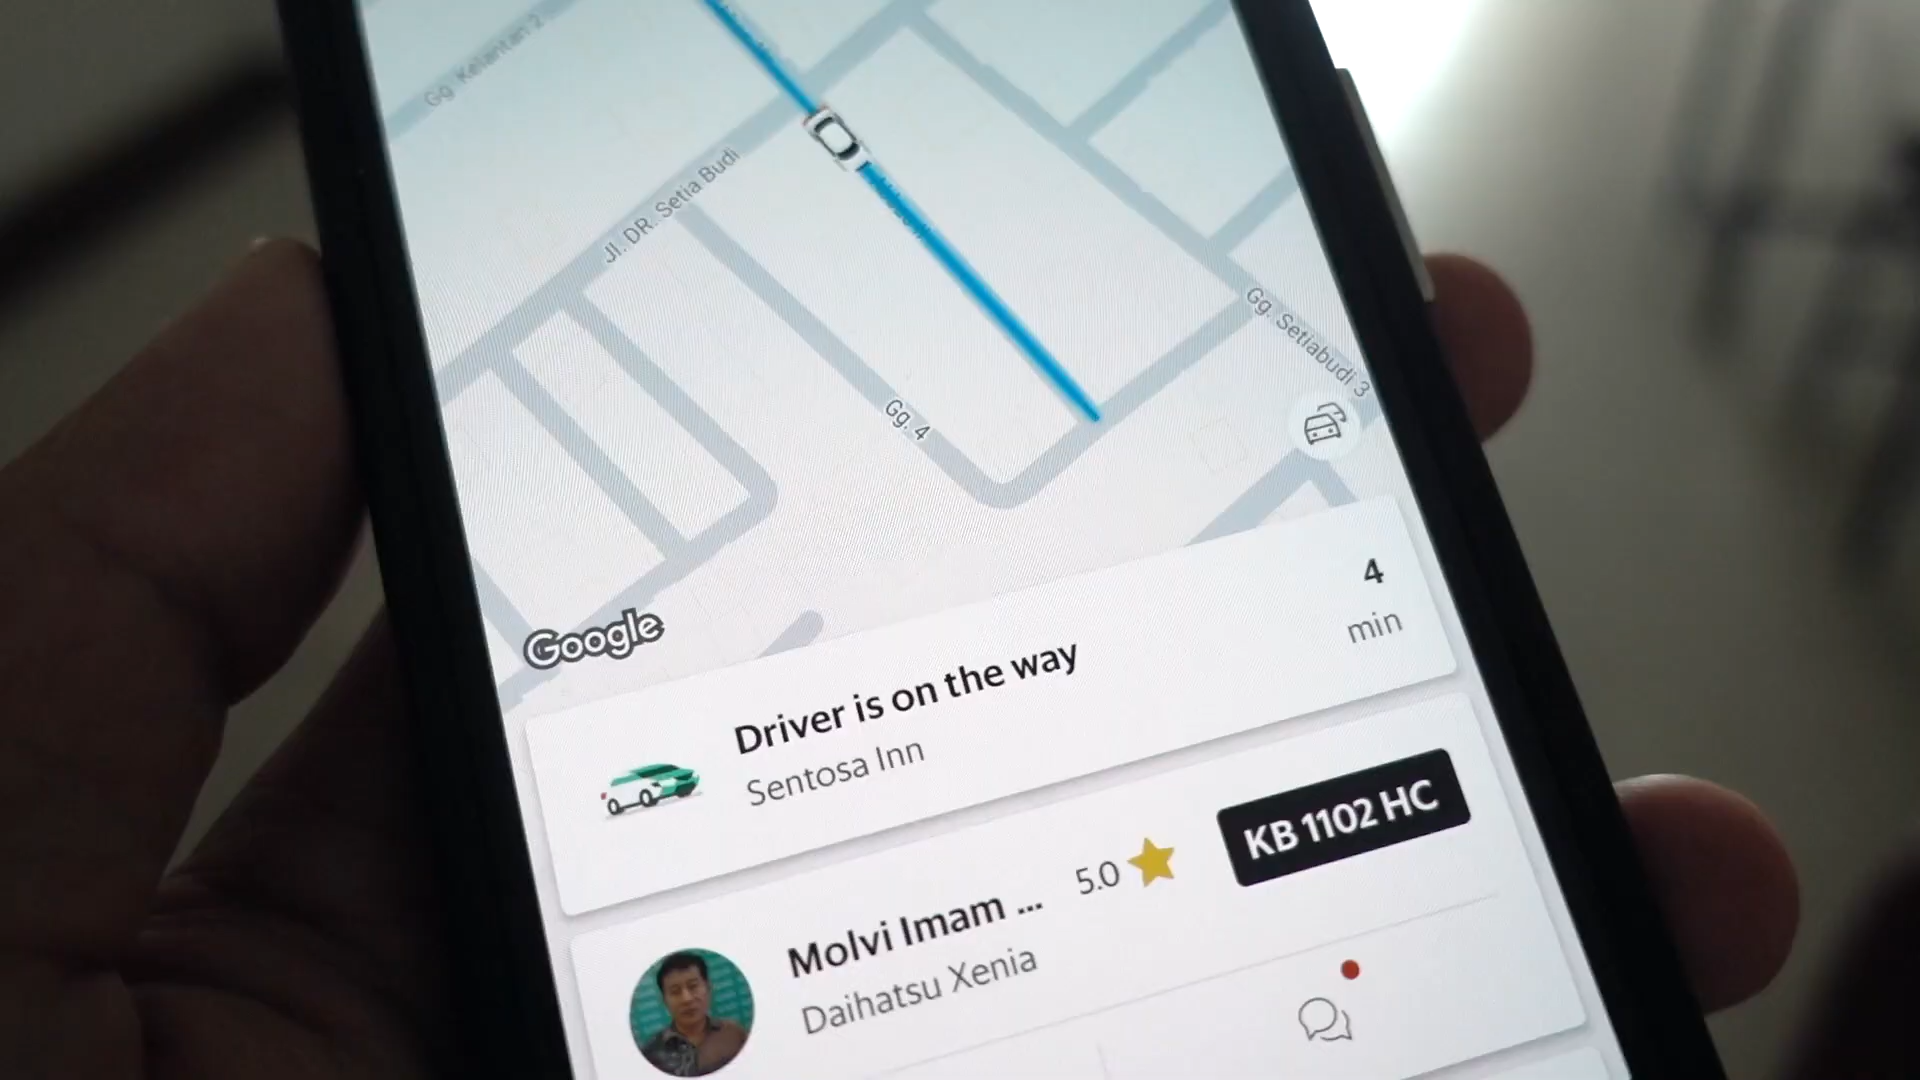 Gg. Kelantan 2
Jl. DR. Setia Budi
Gg. Setiabudi 3
Gg. 4
Google
Driver is on the way
Sentosa Inn
4
min
Molvi Imam ...
5.0
KB 1102 HC
Daihatsu Xenia